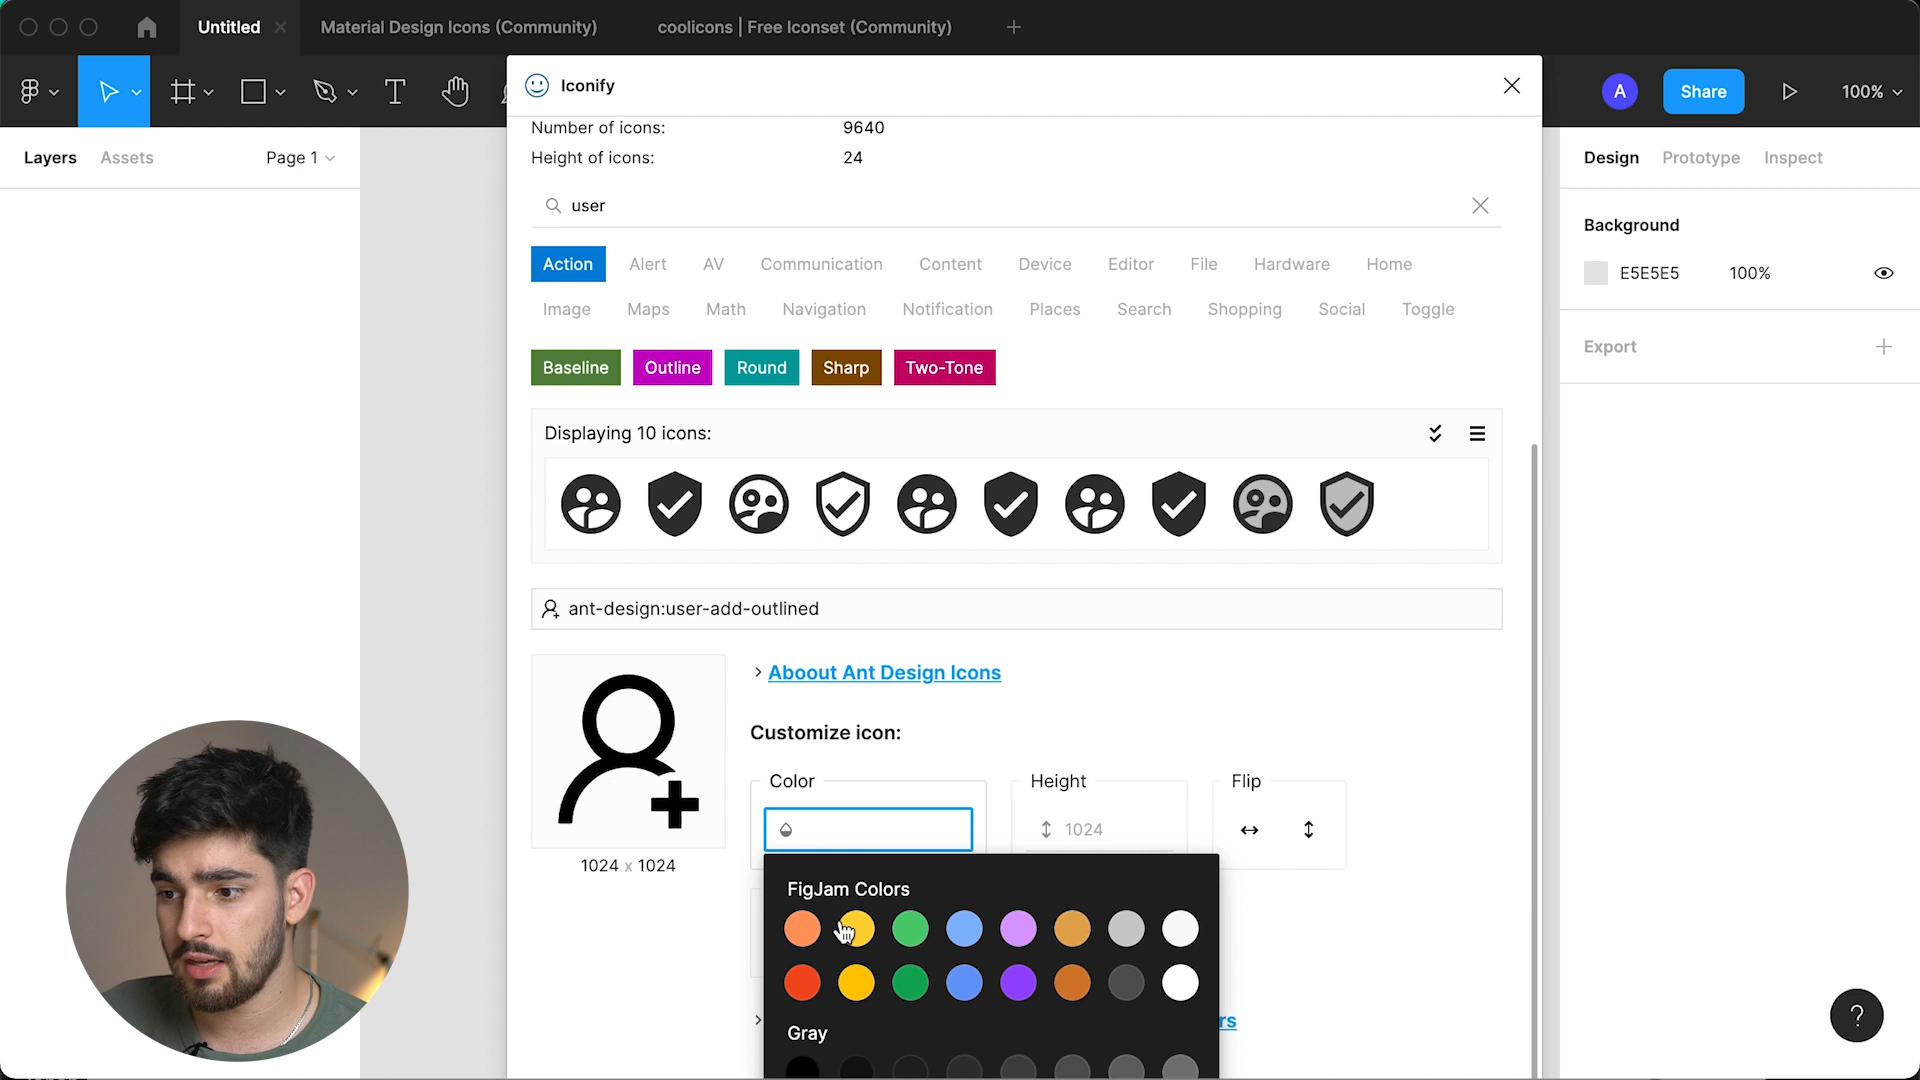 Untitled
Material Design Icons (Community)
coolicons | Free Iconset (Community)
Iconify
A
Share
100%
Layers
Assets
Page 1
Number of icons:
9640
Height of icons:
24
Design
Prototype
Inspect
user
Background
E5E5E5
100%
Action
Alert
AV
Communication
Content
Device
Editor
File
Hardware
Home
Image
Maps
Math
Navigation
Notification
Places
Search
Shopping
Social
Toggle
Export
Baseline
Outline
Round
Sharp
Two-Tone
Displaying 10 icons:
ant-design:user-add-outlined
Aboout Ant Design Icons
Customize icon:
Color
Height
Flip
1024
1024 x 1024
FigJam Colors
rs
Gray
?